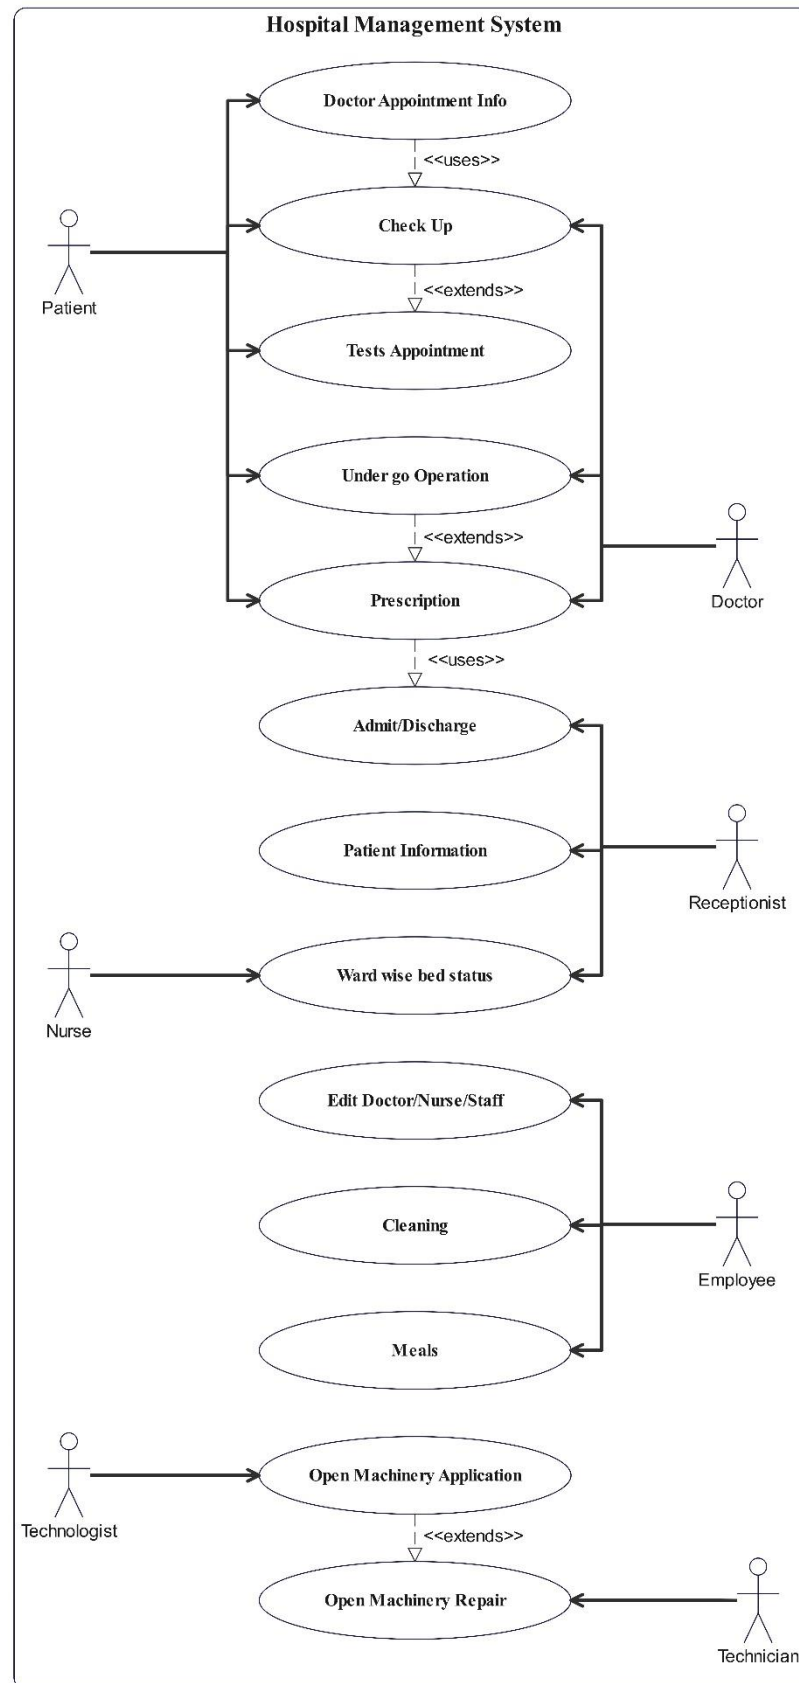 Hospital Management System
Doctor Appointment Info
<<uses>>
Check Up
Patient
<<extends>>
Tests Appointment
Under go Operation
<<extends>>
Prescription
Doctor
<<uses>>
Admit/Discharge
Patient Information
Receptionist
Ward wise bed status
Nurse
Edit Doctor/Nurse/Staff
Cleaning
Employee
Meals
Open Machinery Application
Technologist
<<extends>>
Open Machinery Repair
Technician